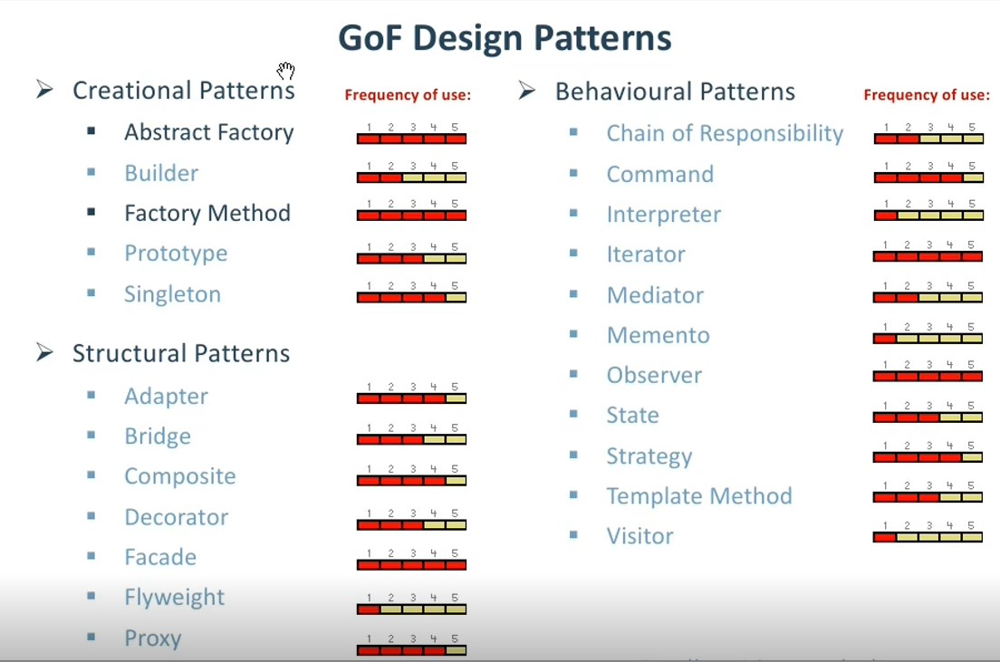 GoF Design Patterns
Creational Patterns
Frequency of use:
Abstract Factory
1 2 3 4 5
Builder
1 2 3 4 5
Factory Method
1 2 3 4 5
Prototype
1 2 3 4 5
Singleton
1 2 3 4 5
Structural Patterns
Adapter
1 2 3 4 5
Bridge
1 2 3 4 5
Composite
1 2 3 4 5
Decorator
1 2 3 4 5
Facade
1 2 3 4 5
Flyweight
1 2 3 4 5
Proxy
1 2 3 4 5
Behavioural Patterns
Frequency of use:
Chain of Responsibility
1 2 3 4 5
Command
1 2 3 4 5
Interpreter
1 2 3 4 5
Iterator
1 2 3 4 5
Mediator
1 2 3 4 5
Memento
1 2 3 4 5
Observer
1 2 3 4 5
State
1 2 3 4 5
Strategy
1 2 3 4 5
Template Method
1 2 3 4 5
Visitor
1 2 3 4 5